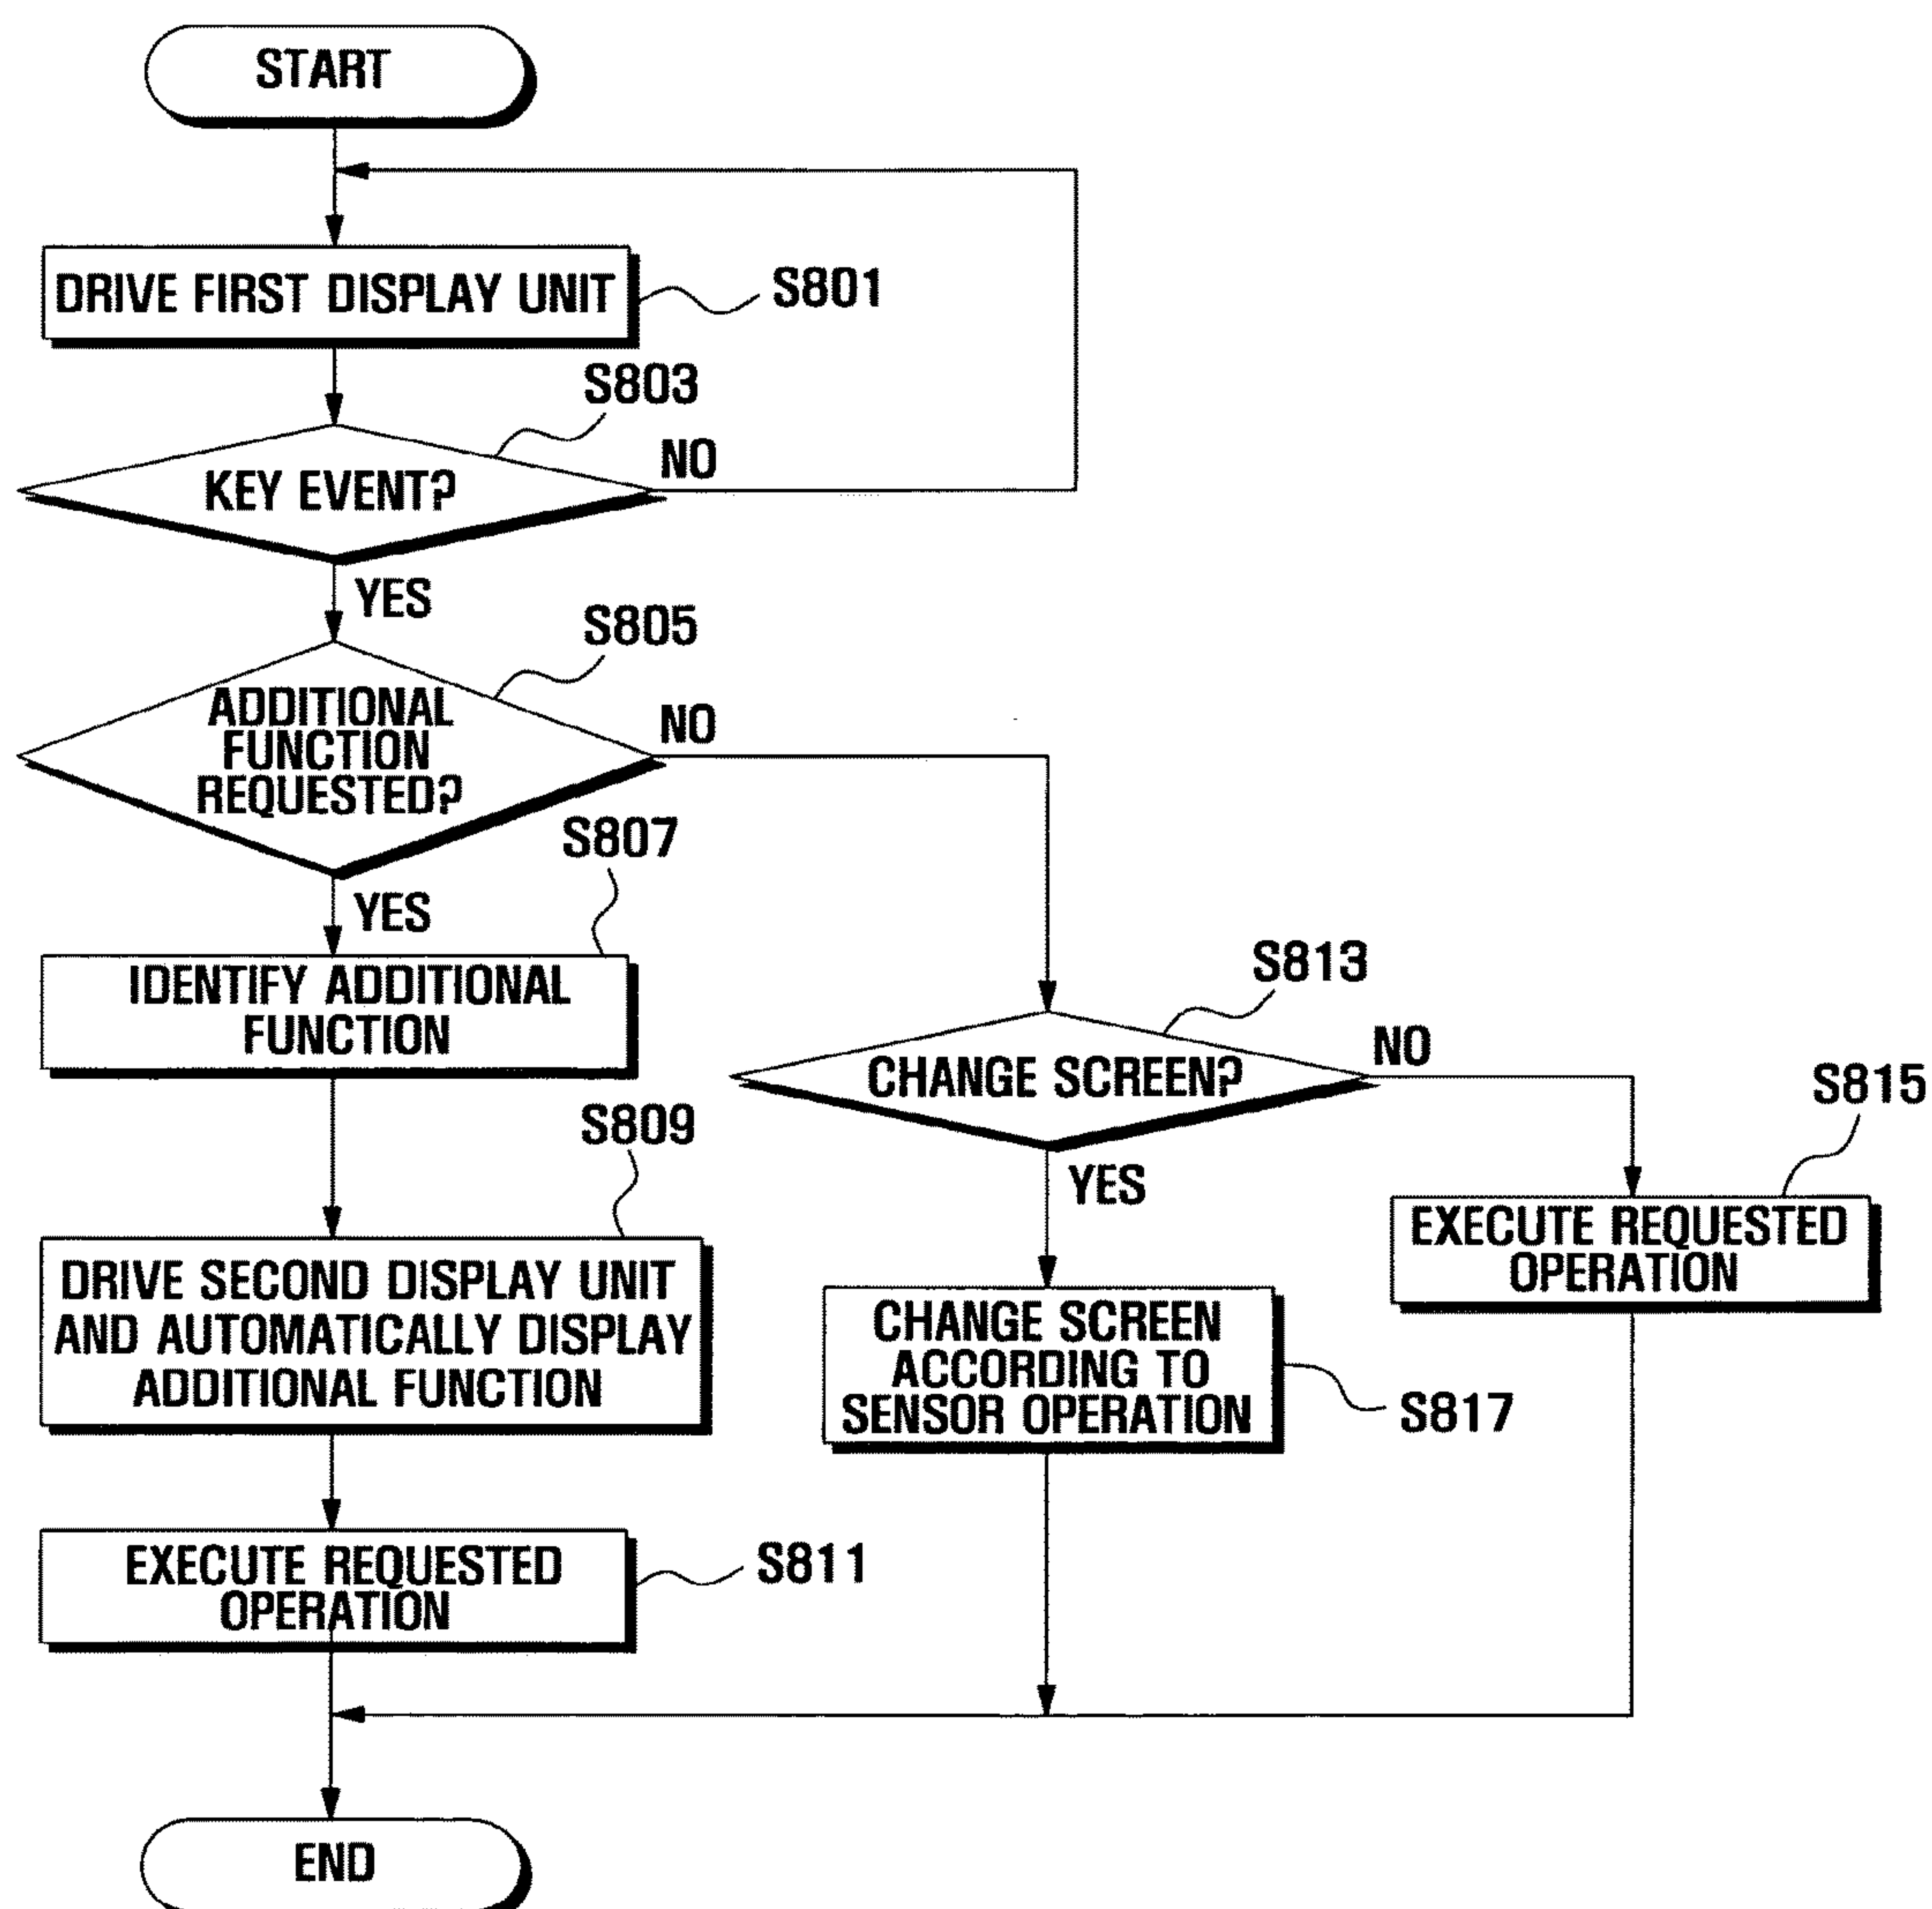 START
DRIVE FIRST DISPLAY UNIT
S801
S803
KEY EVENT?
NO
YES
S805
ADDITIONAL
FUNCTION
REQUESTED?
NO
S807
YES
IDENTIFY ADDITIONAL
FUNCTION
S813
CHANGE SCREEN?
NO
S815
S809
YES
EXECUTE REQUESTED
OPERATION
DRIVE SECOND DISPLAY UNIT
AND AUTOMATICALLY DISPLAY
ADDITIONAL FUNCTION
CHANGE SCREEN
ACCORDING TO
SENSOR OPERATION
S817
EXECUTE REQUESTED
OPERATION
S811
END